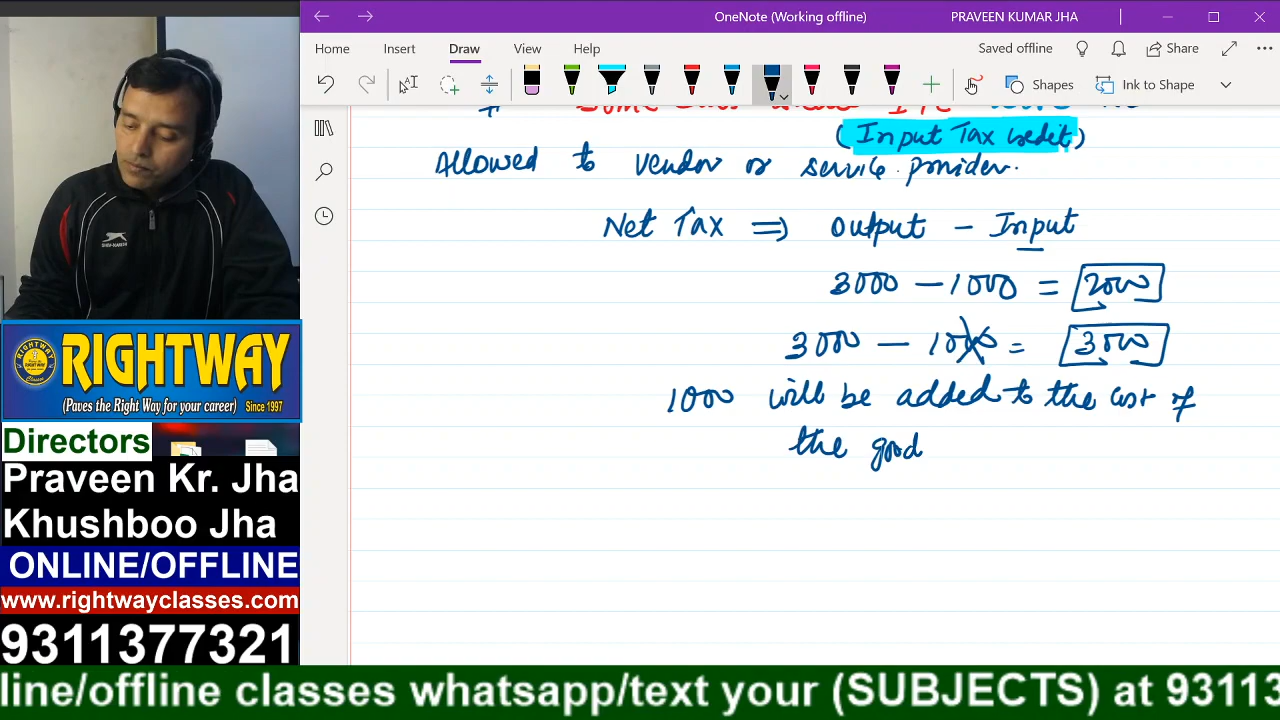 OneNote (Working offline)
PRAVEEN KUMAR JHA
Home Insert Draw View Help
Saved offline
Share
Shapes
Ink to Shape
(Input Tax credit)
Allowed to vendor or service provider.
Net Tax ⇒ Output - Input
3000 - 1000 = 2000
3000 - 1000 = 3000
1000 will be added to the cost of
the good
RIGHTWAY
(Paves the Right Way for your career) Since 1997
Directors
Praveen Kr. Jha
Khushboo Jha
ONLINE/OFFLINE
www.rightwayclasses.com
9311377321
line/offline classes whatsapp/text your (SUBJECTS) at 93113